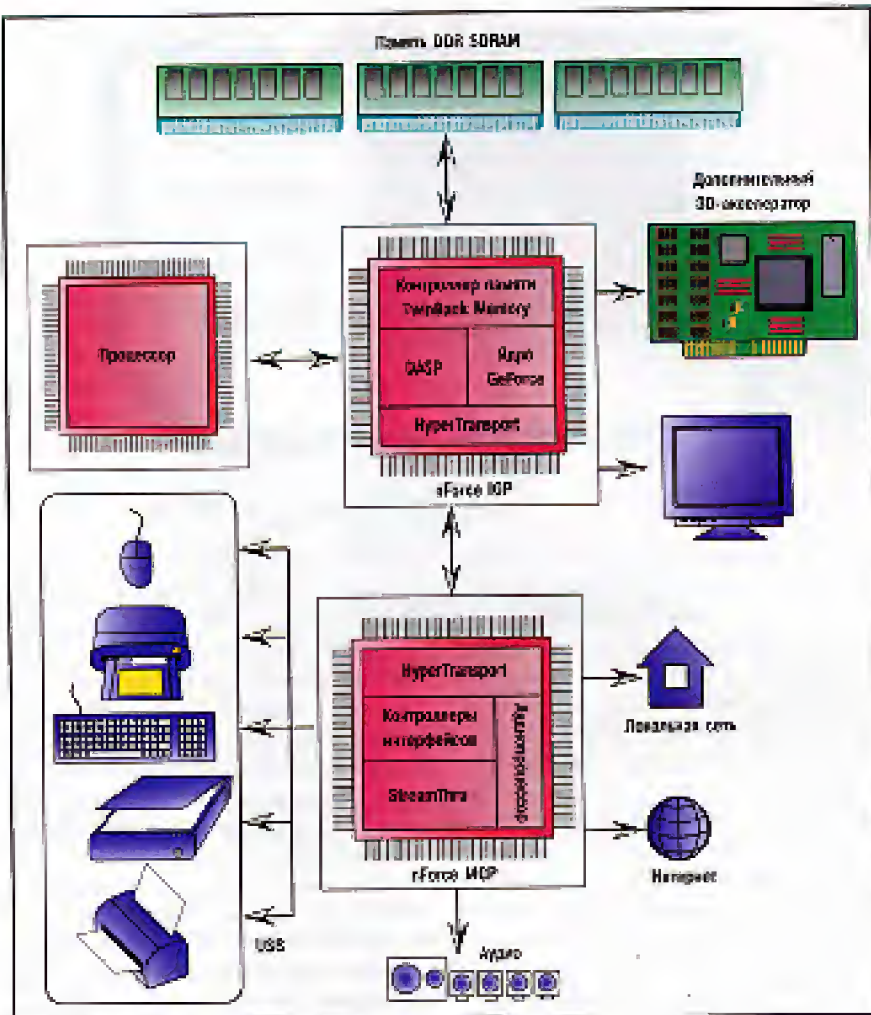 Память DDR SDRAM
Дополнительный
3D-акселератор
Процессор
Контроллер памяти
TwinBank Memory
DASP
Ядро
GeForce
HyperTransport
nForce IGP
HyperTransport
Контроллеры
интерфейсов
StreamThru
Аудиопроцессор
nForce MCP
Локальная сеть
Интернет
USB
Аудио